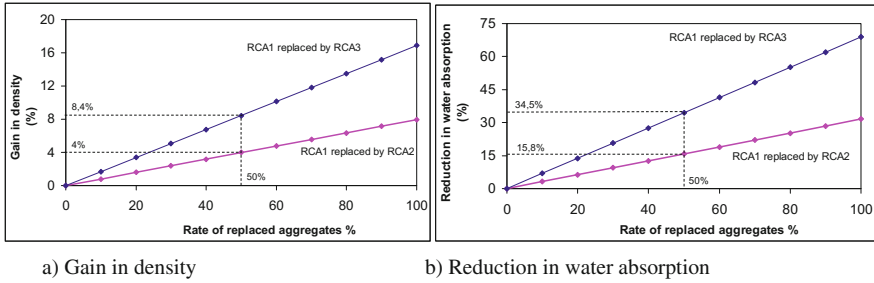 20
16
12
8
4
0
Gain in density
(%)
RCA1 replaced by RCA3
8,4%
4%
RCA1 replaced by RCA2
50%
0 20 40 60 80 100
Rate of replaced aggregates %
a) Gain in density
75
60
45
30
15
0
Reduction in water absorption
(%)
RCA1 replaced by RCA3
34,5%
15,8%
RCA1 replaced by RCA2
50%
0 20 40 60 80 100
Rate of replaced aggregates %
b) Reduction in water absorption